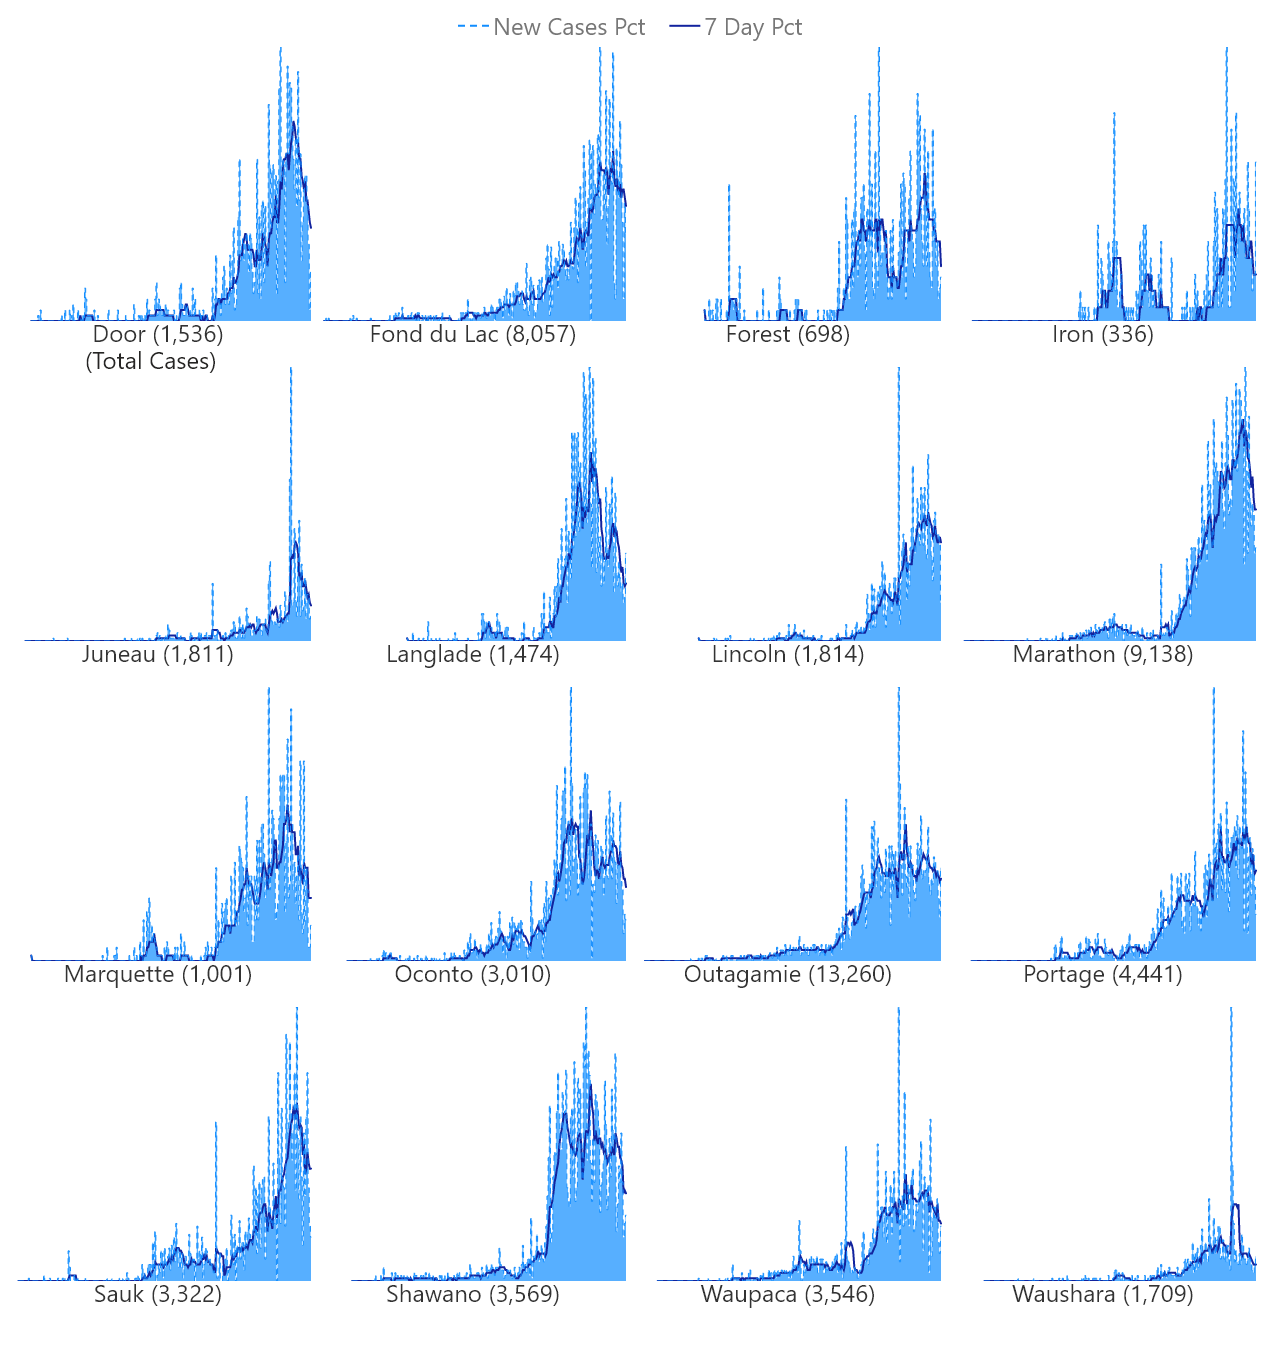 New Cases Pct 7 Day Pct
Door (1,536) Fond du Lac (8,057) Forest (698) Iron (336)
(Total Cases)
Juneau (1,811) Langlade (1,474) Lincoln (1,814) Marathon (9,138)
Marquette (1,001) Oconto (3,010) Outagamie (13,260) Portage (4,441)
Sauk (3,322) Shawano (3,569) Waupaca (3,546) Waushara (1,709)